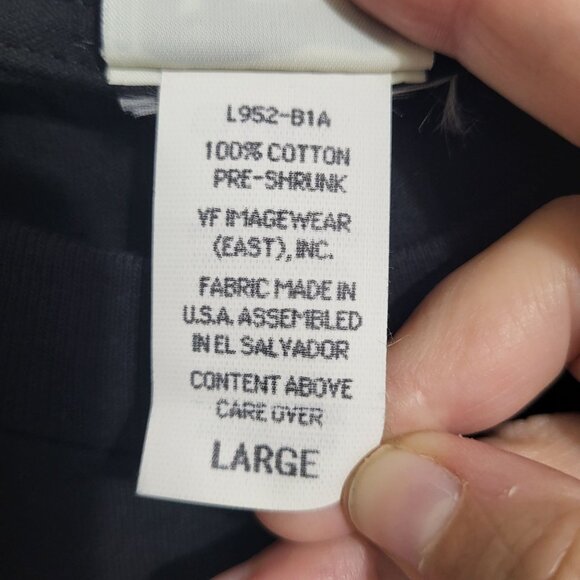 L952-B1A
100% COTTON
PRE-SHRUNK
VF IMAGEWEAR
(EAST), INC.
FABRIC MADE IN
U.S.A. ASSEMBLED
IN EL SALVADOR
CONTENT ABOVE
CARE OVER
LARGE